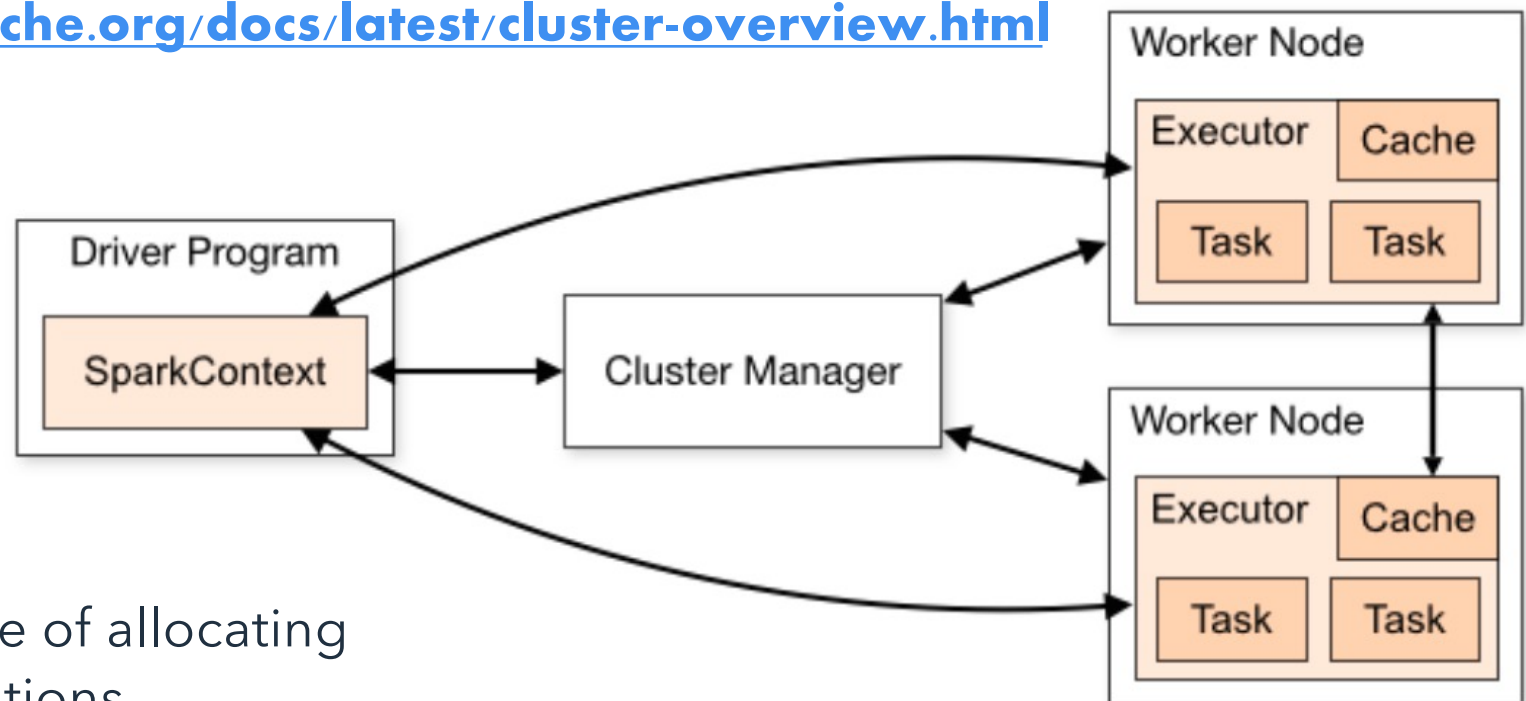 che.org/docs/latest/cluster-overview.html
Worker Node
Executor
Cache
Task
Task
Driver Program
SparkContext
Cluster Manager
Worker Node
Executor
Cache
Task
Task
e of allocating
tions